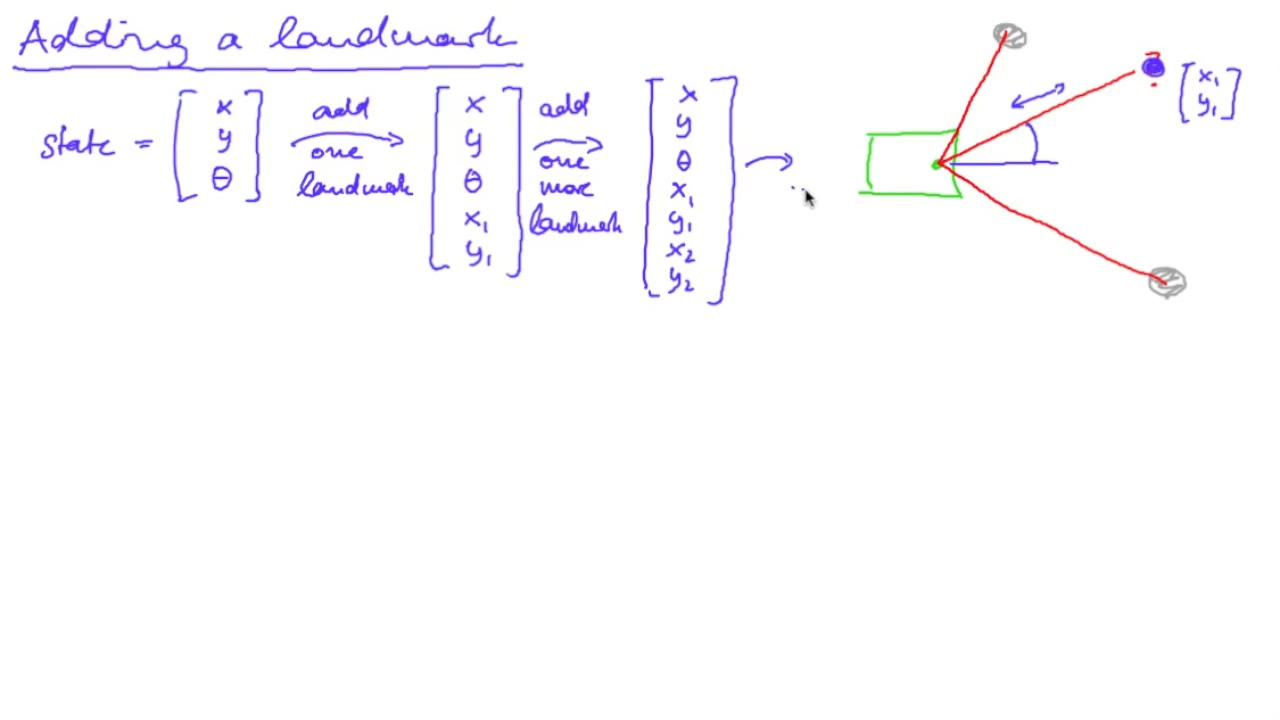 Adding a landmark
state = [x y θ] add one landmark → [x y θ x₁ y₁] add one more landmark → [x y θ x₁ y₁ x₂ y₂] → ..
[x₁ y₁]